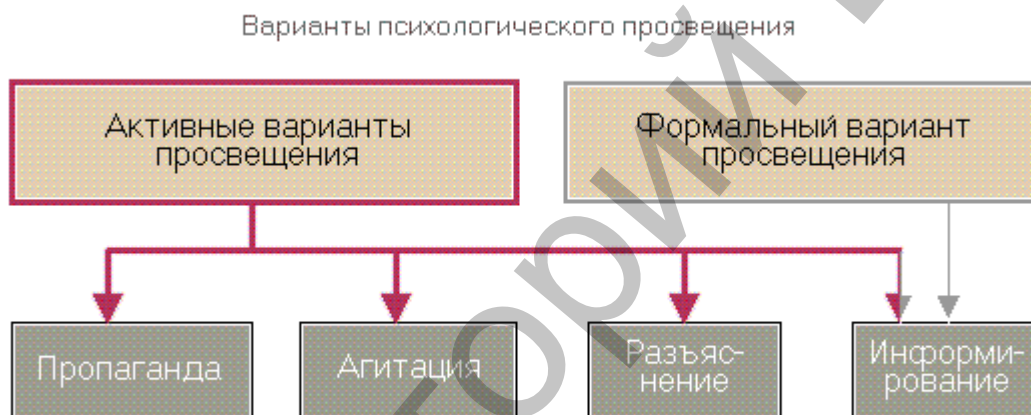 Варианты психологического просвещения
Активные варианты
просвещения
Формальный вариант
просвещения
Пропаганда
Агитация
Разъяс-
нение
Информи-
рование